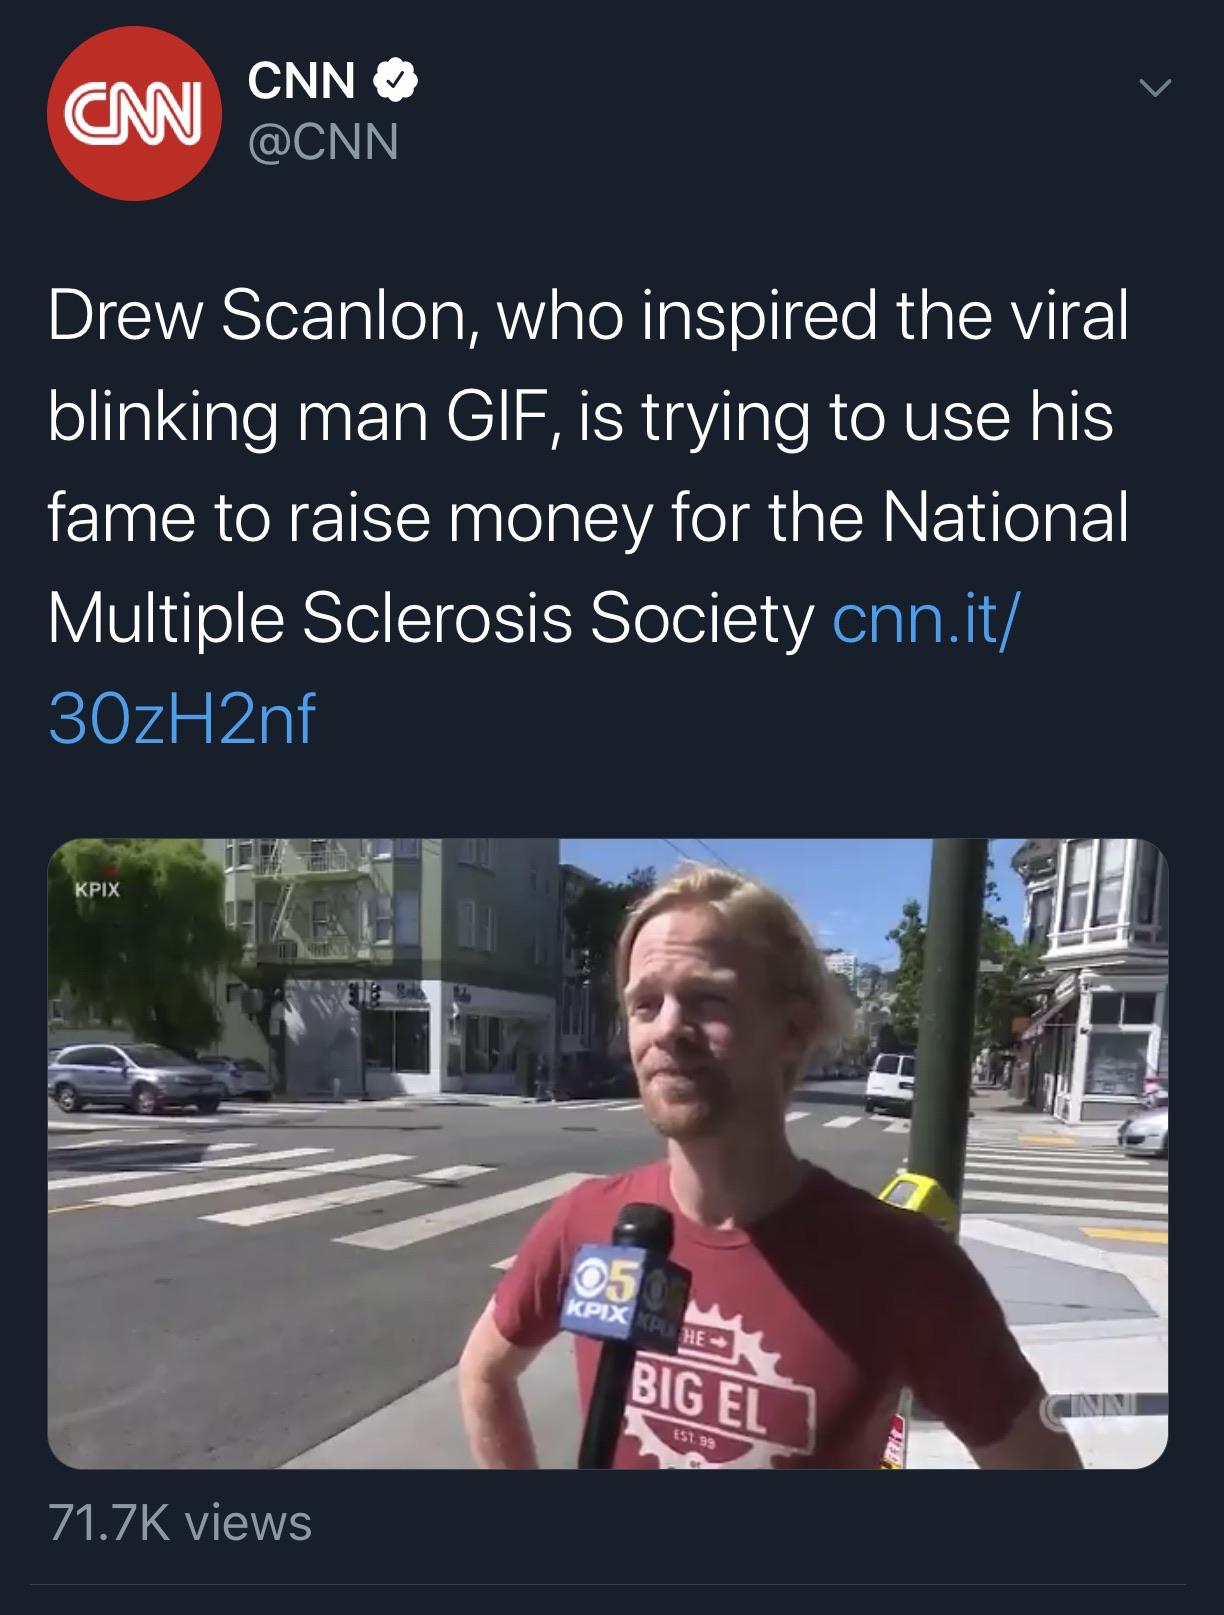 CNN
CNN
@CNN
Drew Scanlon, who inspired the viral
blinking man GIF, is trying to use his
fame to raise money for the National
Multiple Sclerosis Society cnn.it/
30zH2nf
KPIX
5
KPIX
THE
BIG EL
EST. 99
CNN
71.7K views